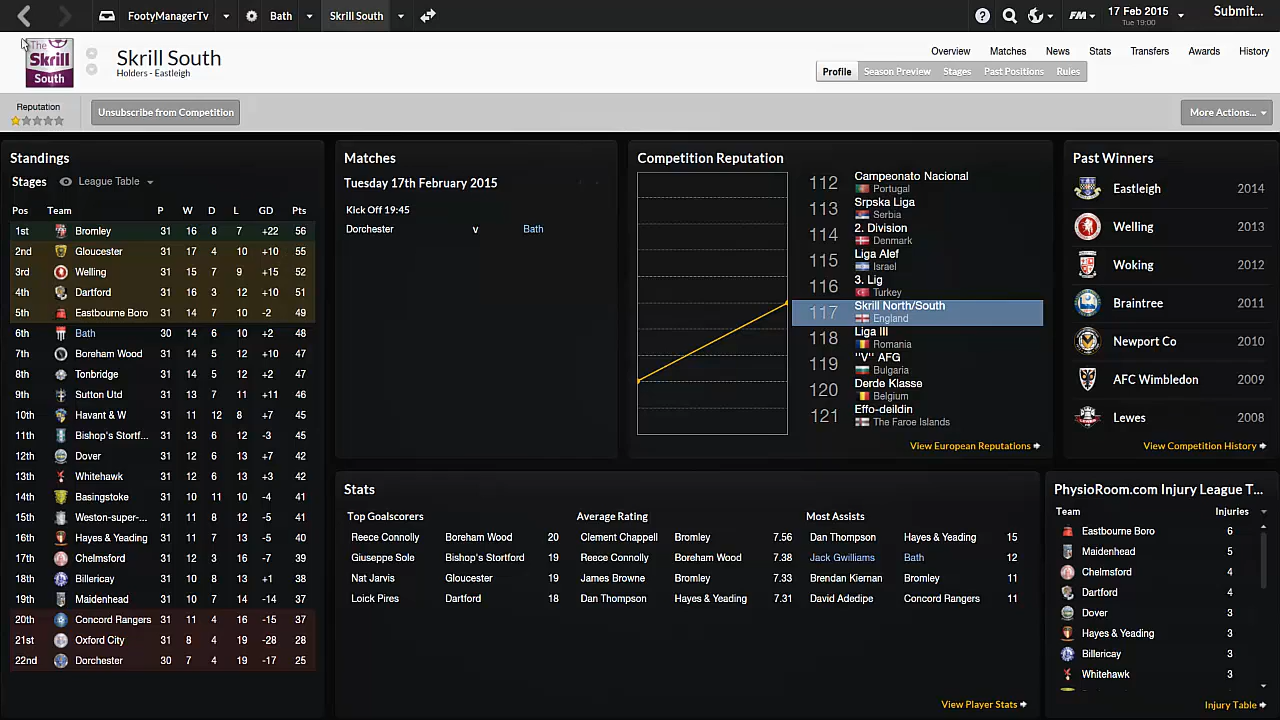 FootyManagerTv Bath Skrill South FM 17 Feb 2015 Submit...
Tue 19:00
The Skrill South
Skrill South
Holders - Eastleigh
Overview Matches News Stats Transfers Awards History
Profile Season Preview Stages Past Positions Rules
Reputation
Unsubscribe from Competition
More Actions...
Standings
Stages League Table
Pos Team P W D L GD Pts
1st Bromley 31 16 8 7 +22 56
2nd Gloucester 31 17 4 10 +10 55
3rd Welling 31 15 7 9 +15 52
4th Dartford 31 16 3 12 +10 51
5th Eastbourne Boro 31 14 7 10 -2 49
6th Bath 30 14 6 10 +2 48
7th Boreham Wood 31 14 5 12 +10 47
8th Tonbridge 31 14 5 12 +2 47
9th Sutton Utd 31 13 7 11 +11 46
10th Havant & W 31 11 12 8 +7 45
11th Bishop's Stortf... 31 13 6 12 -3 45
12th Dover 31 12 6 13 +7 42
13th Whitehawk 31 12 6 13 +3 42
14th Basingstoke 31 10 11 10 -4 41
15th Weston-super-... 31 11 8 12 -5 41
16th Hayes & Yeading 31 11 7 13 -5 40
17th Chelmsford 31 12 3 16 -7 39
18th Billericay 31 10 8 13 +1 38
19th Maidenhead 31 10 7 14 -14 37
20th Concord Rangers 31 11 4 16 -15 37
21st Oxford City 31 8 4 19 -28 28
22nd Dorchester 30 7 4 19 -17 25
Matches
Tuesday 17th February 2015
Kick Off 19:45
Dorchester v Bath
Competition Reputation
112 Campeonato Nacional
Portugal
113 Srpska Liga
Serbia
114 2. Division
Denmark
115 Liga Alef
Israel
116 3. Lig
Turkey
117 Skrill North/South
England
118 Liga III
Romania
119 "V" AFG
Bulgaria
120 Derde Klasse
Belgium
121 Effo-deildin
The Faroe Islands
View European Reputations
Past Winners
Eastleigh 2014
Welling 2013
Woking 2012
Braintree 2011
Newport Co 2010
AFC Wimbledon 2009
Lewes 2008
View Competition History
Stats
Top Goalscorers
Reece Connolly Boreham Wood 20
Giuseppe Sole Bishop's Stortford 19
Nat Jarvis Gloucester 19
Loick Pires Dartford 18
Average Rating
Clement Chappell Bromley 7.56
Reece Connolly Boreham Wood 7.38
James Browne Bromley 7.33
Dan Thompson Hayes & Yeading 7.31
Most Assists
Dan Thompson Hayes & Yeading 15
Jack Gwilliams Bath 12
Brendan Kiernan Bromley 11
David Adedipe Concord Rangers 11
View Player Stats
PhysioRoom.com Injury League T...
Team Injuries
Eastbourne Boro 6
Maidenhead 5
Chelmsford 4
Dartford 4
Dover 3
Hayes & Yeading 3
Billericay 3
Whitehawk 3
Injury Table